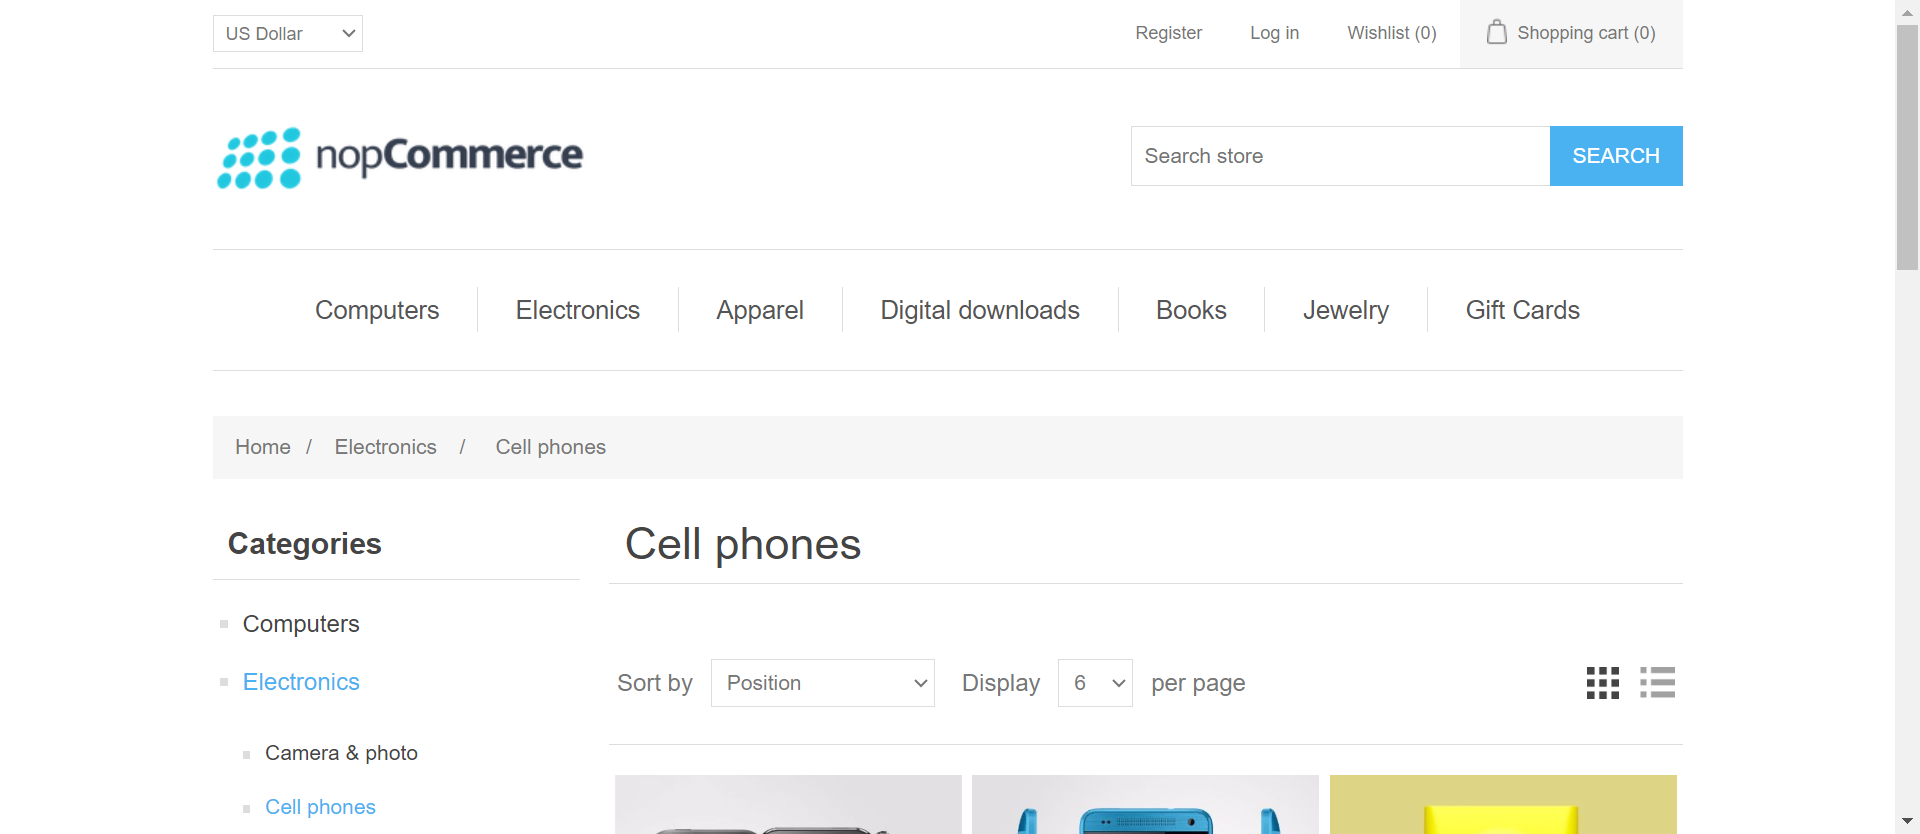 US Dollar
Register
Log in
Wishlist (0)
Shopping cart (0)
nopCommerce
Search store
SEARCH
Computers
Electronics
Apparel
Digital downloads
Books
Jewelry
Gift Cards
Home / Electronics / Cell phones
Categories
Computers
Electronics
Camera & photo
Cell phones
Cell phones
Sort by Position Display 6 per page